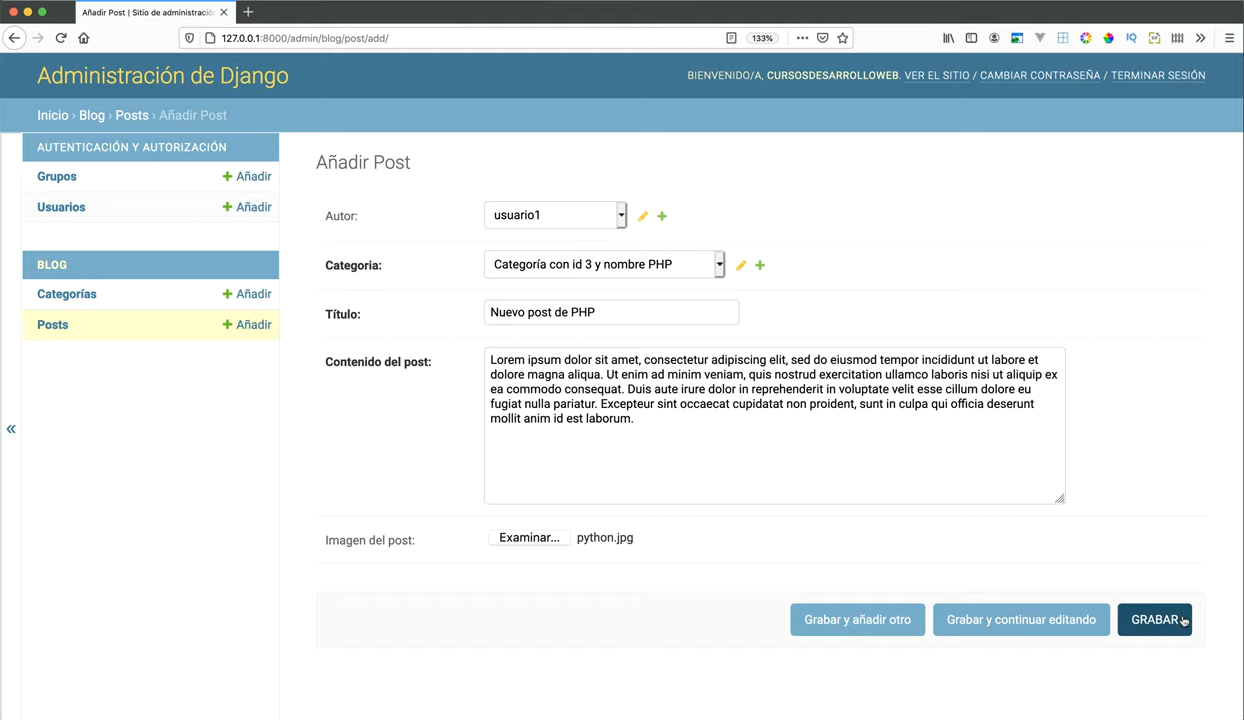 Añadir Post | Sitio de administración
127.0.0.1:8000/admin/blog/post/add/
133%
IQ
Administración de Django
BIENVENIDO/A, CURSOSDESARROLLOWEB. VER EL SITIO / CAMBIAR CONTRASEÑA / TERMINAR SESIÓN
Inicio › Blog › Posts › Añadir Post
AUTENTICACIÓN Y AUTORIZACIÓN
Grupos
Añadir
Usuarios
Añadir
BLOG
Categorías
Añadir
Posts
Añadir
«
Añadir Post
Autor:
usuario1
Categoria:
Categoría con id 3 y nombre PHP
Título:
Nuevo post de PHP
Contenido del post:
Lorem ipsum dolor sit amet, consectetur adipiscing elit, sed do eiusmod tempor incididunt ut labore et
dolore magna aliqua. Ut enim ad minim veniam, quis nostrud exercitation ullamco laboris nisi ut aliquip ex
ea commodo consequat. Duis aute irure dolor in reprehenderit in voluptate velit esse cillum dolore eu
fugiat nulla pariatur. Excepteur sint occaecat cupidatat non proident, sunt in culpa qui officia deserunt
mollit anim id est laborum.
Imagen del post:
Examinar...
python.jpg
Grabar y añadir otro
Grabar y continuar editando
GRABAR